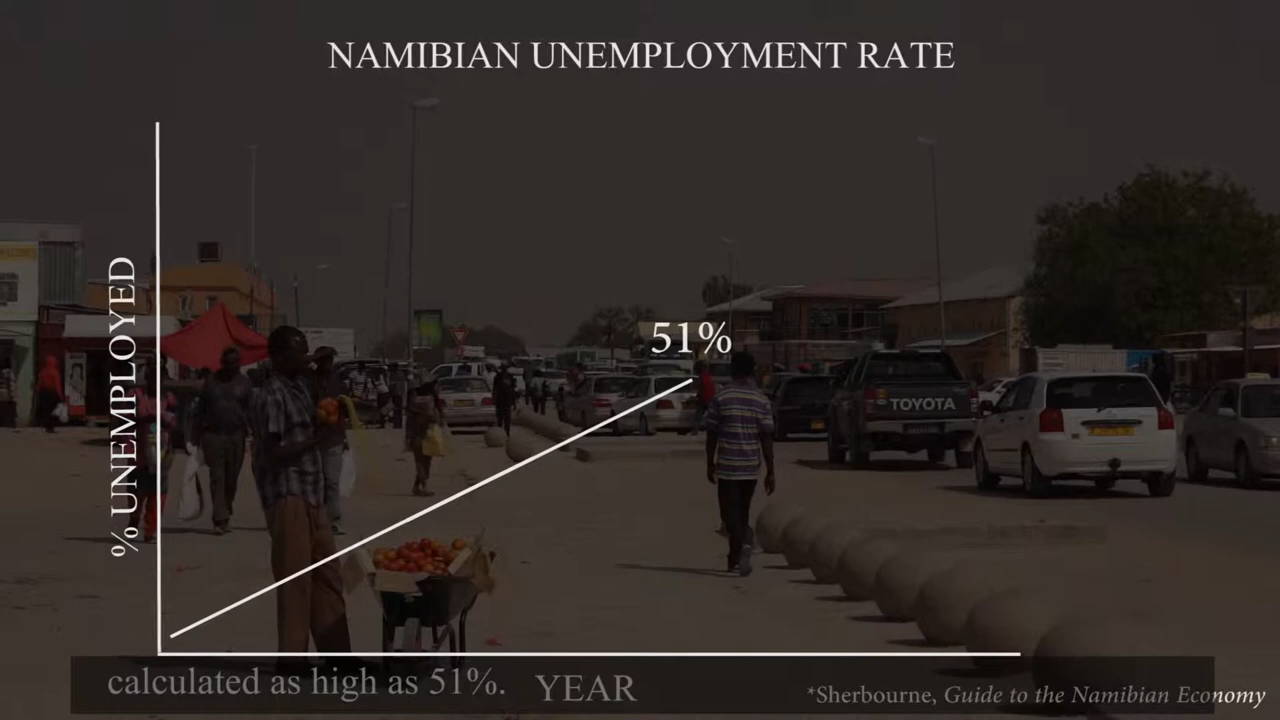 NAMIBIAN UNEMPLOYMENT RATE
% UNEMPLOYED
51%
TOYOTA
calculated as high as 51%.
YEAR
*Sherbourne, Guide to the Namibian Economy